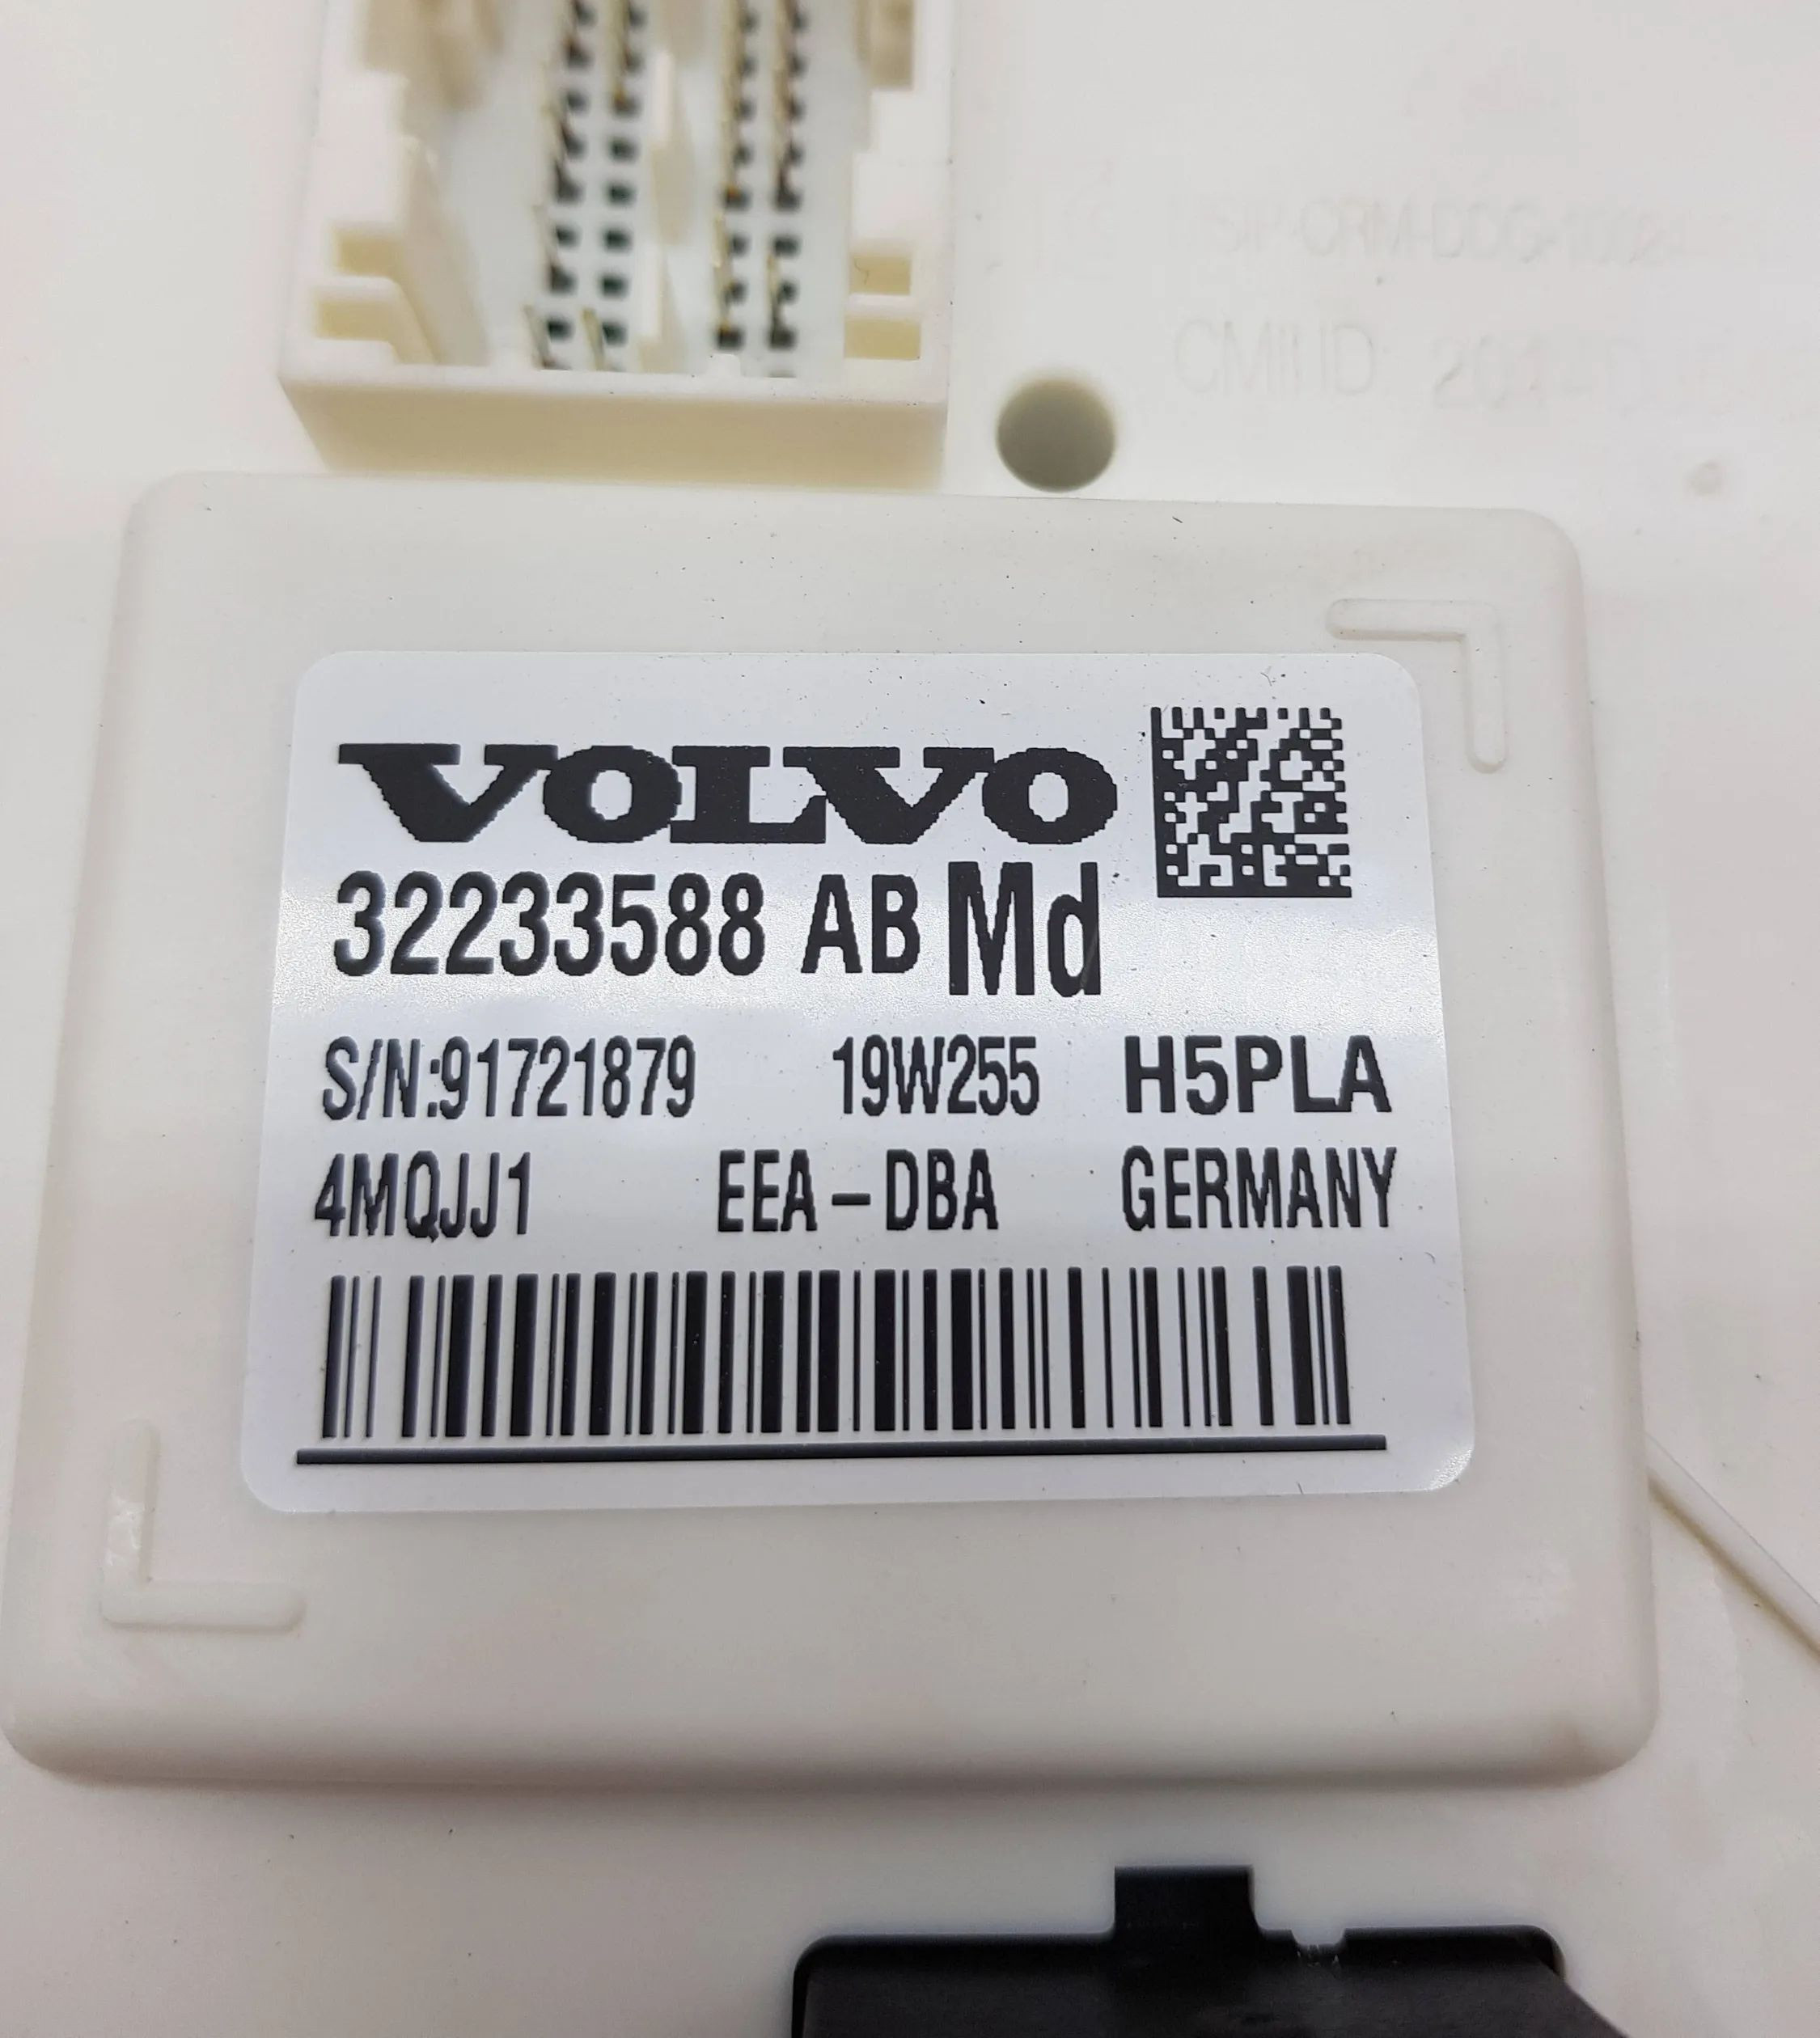 VOLVO
32233588 AB Md
S/N:91721879 19W255 H5PLA
4MQJJ1 EEA-DBA GERMANY